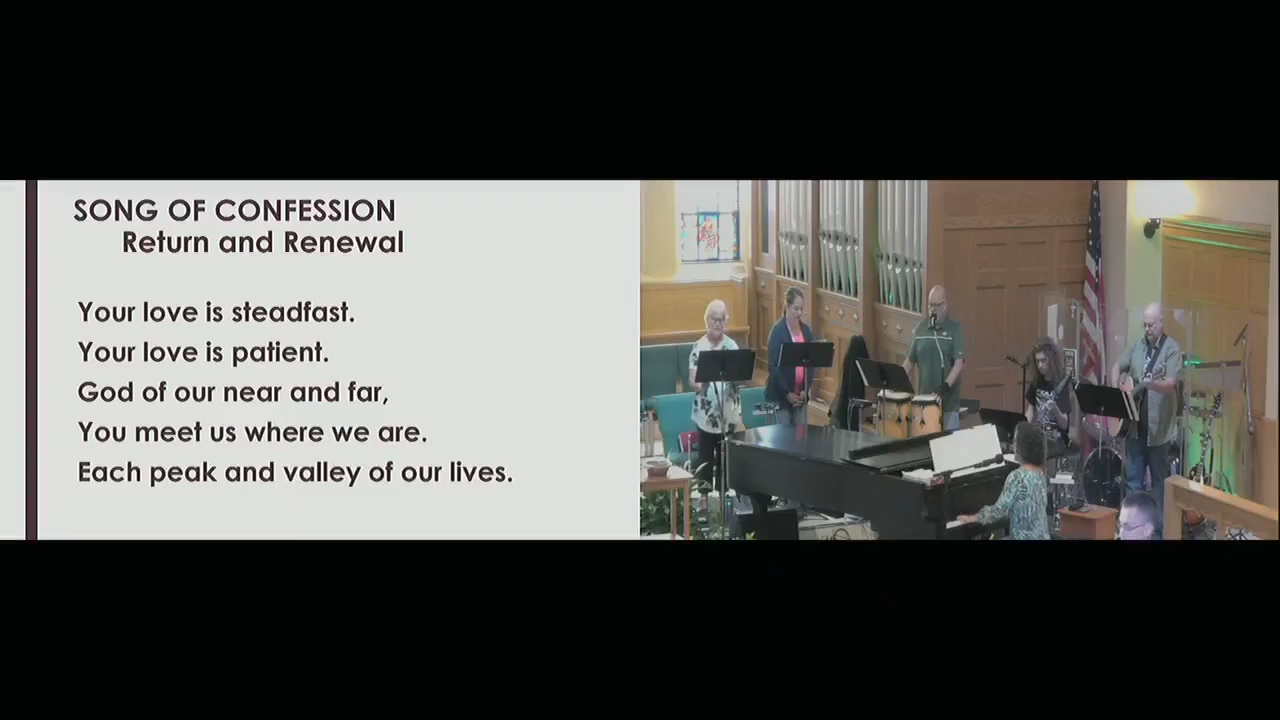 SONG OF CONFESSION
Return and Renewal
Your love is steadfast.
Your love is patient.
God of our near and far,
You meet us where we are.
Each peak and valley of our lives.